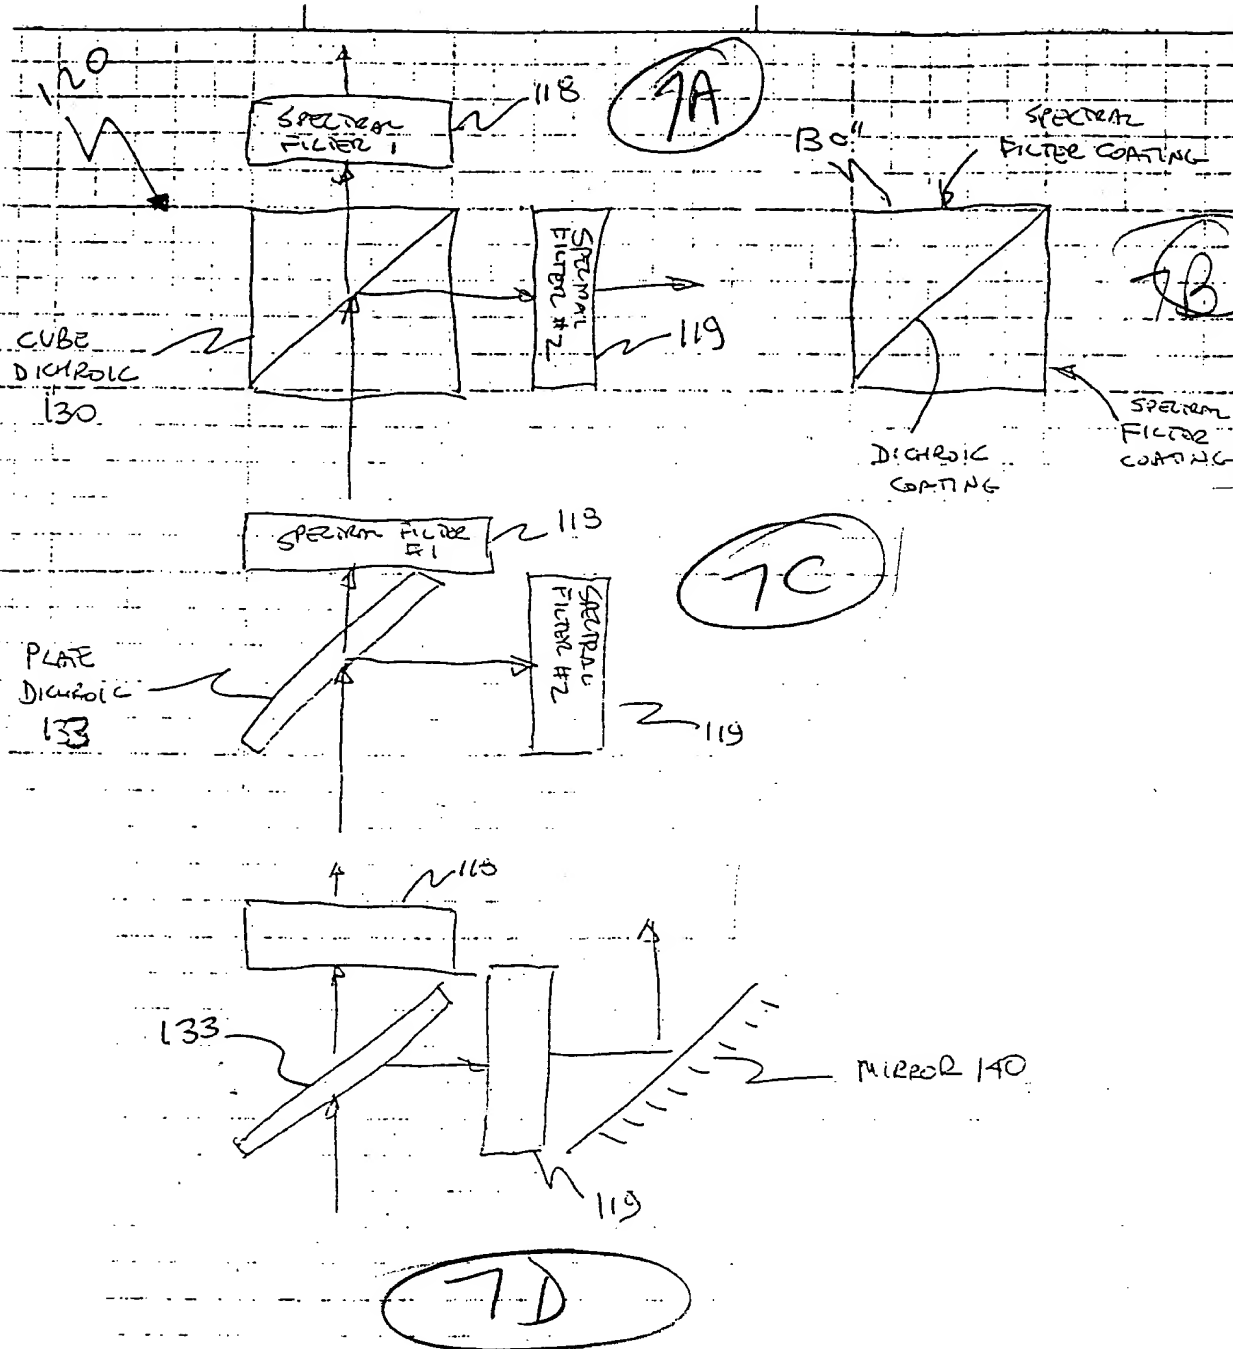 120
SPECTRAL
FILTER 1
118
7A
SPECTRAL
FILTER #2
119
CUBE
DICHROIC
130
130"
SPECTRAL
FILTER COATING
7B
DICHROIC
COATING
SPECTRAL
FILTER
COATING
SPECTRAL FILTER
#1
118
7C
SPECTRAL
FILTER #2
119
PLATE
DICHROIC
133
118
133
MIRROR 140
119
7D